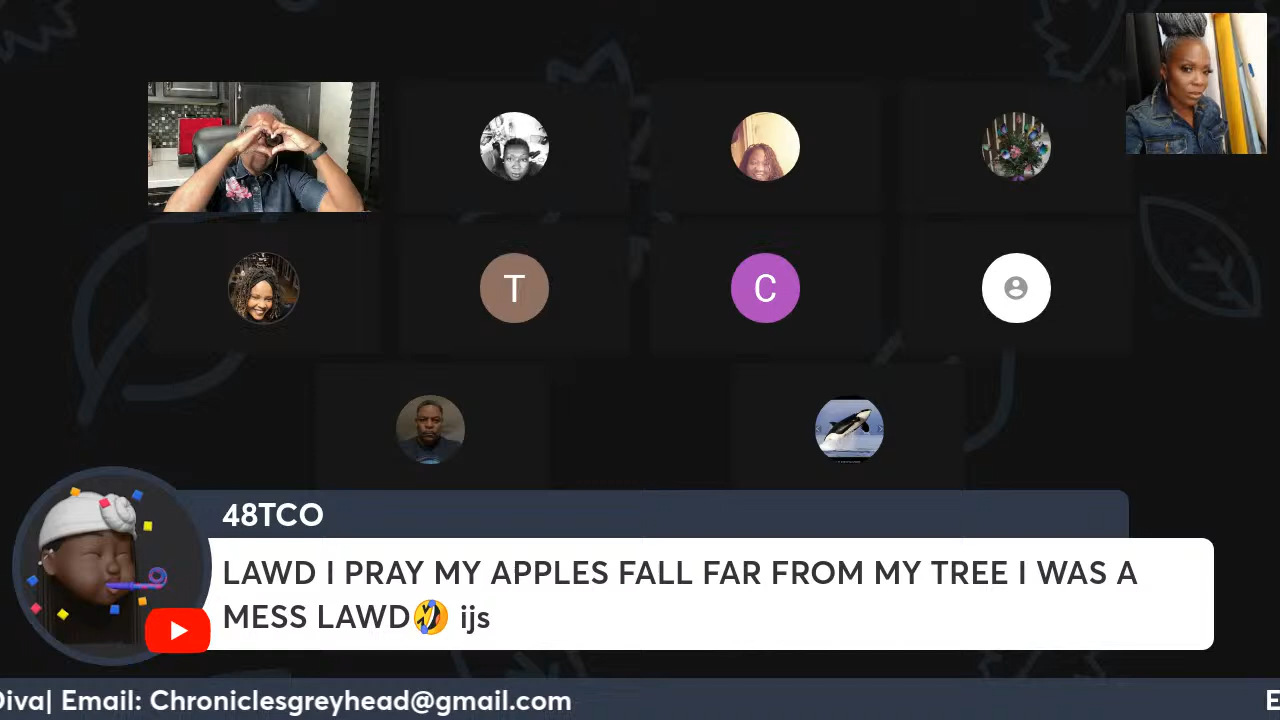 T
C
48TCO
LAWD I PRAY MY APPLES FALL FAR FROM MY TREE I WAS A
MESS LAWD🤣 ijs
Diva| Email: Chroniclesgreyhead@gmail.com
E